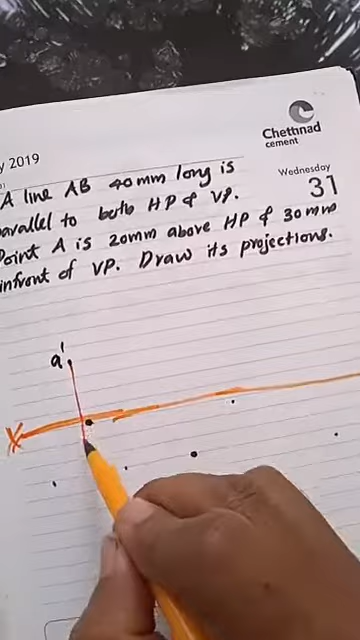 y 2019
Chettinad
cement
Wednesday
31
A line AB 40mm long is
parallel to both HP & VP.
Point A is 20mm above HP & 30mm
infront of VP. Draw its projections.
a'
X